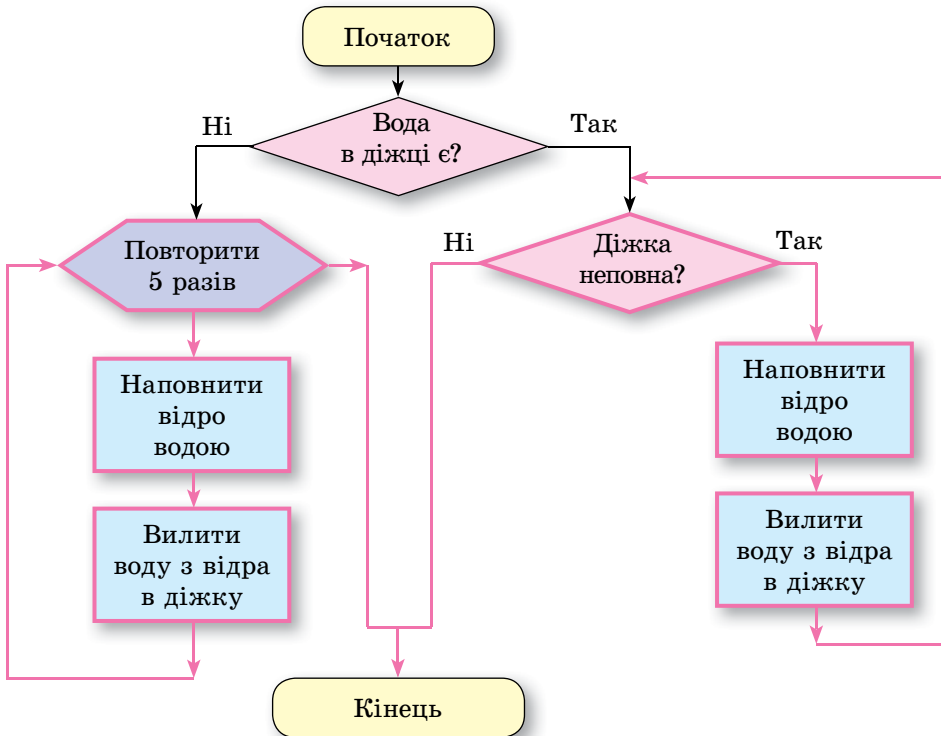 Початок
Вода
в діжці є?
Ні
Так
Повторити
5 разів
Наповнити
відро
водою
Вилити
воду з відра
в діжку
Діжка
неповна?
Ні
Так
Наповнити
відро
водою
Вилити
воду з відра
в діжку
Кінець